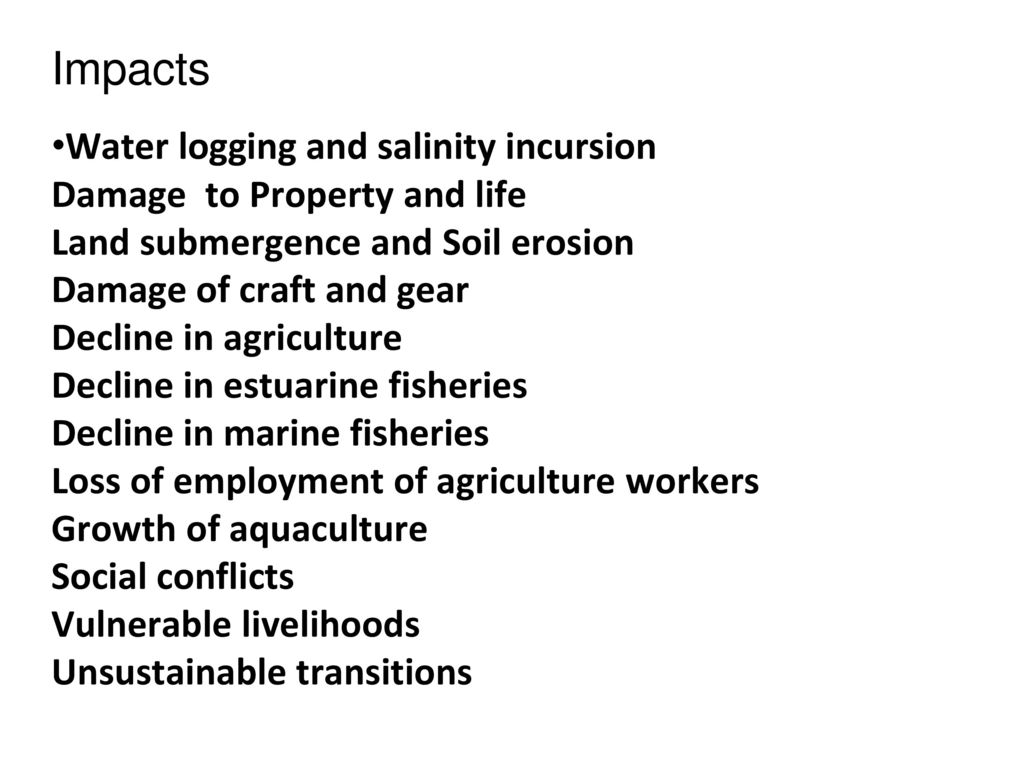 Impacts
•Water logging and salinity incursion
Damage  to Property and life
Land submergence and Soil erosion
Damage of craft and gear
Decline in agriculture
Decline in estuarine fisheries
Decline in marine fisheries
Loss of employment of agriculture workers
Growth of aquaculture
Social conflicts
Vulnerable livelihoods
Unsustainable transitions